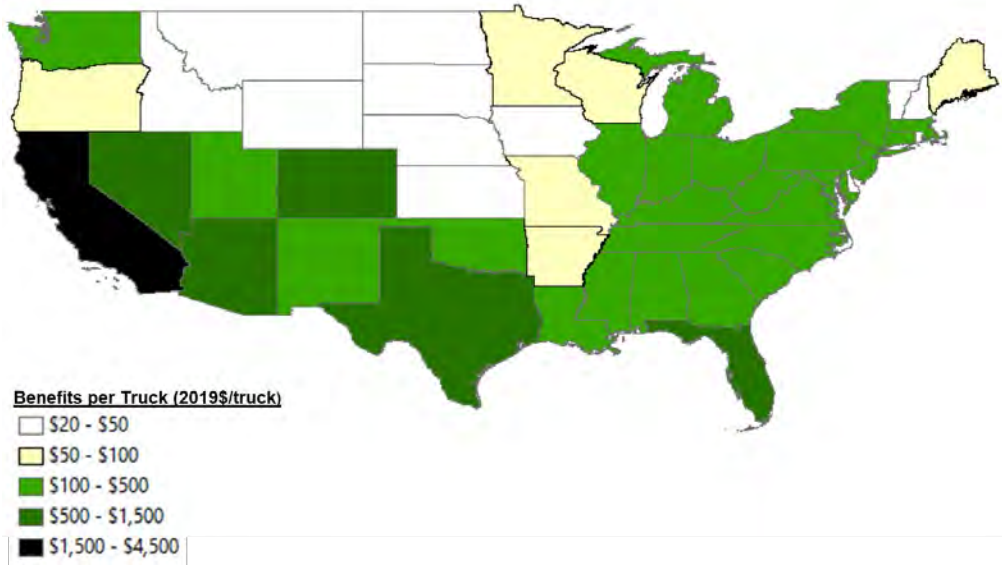 Benefits per Truck (2019$/truck)
$20 - $50
$50 - $100
$100 - $500
$500 - $1,500
$1,500 - $4,500